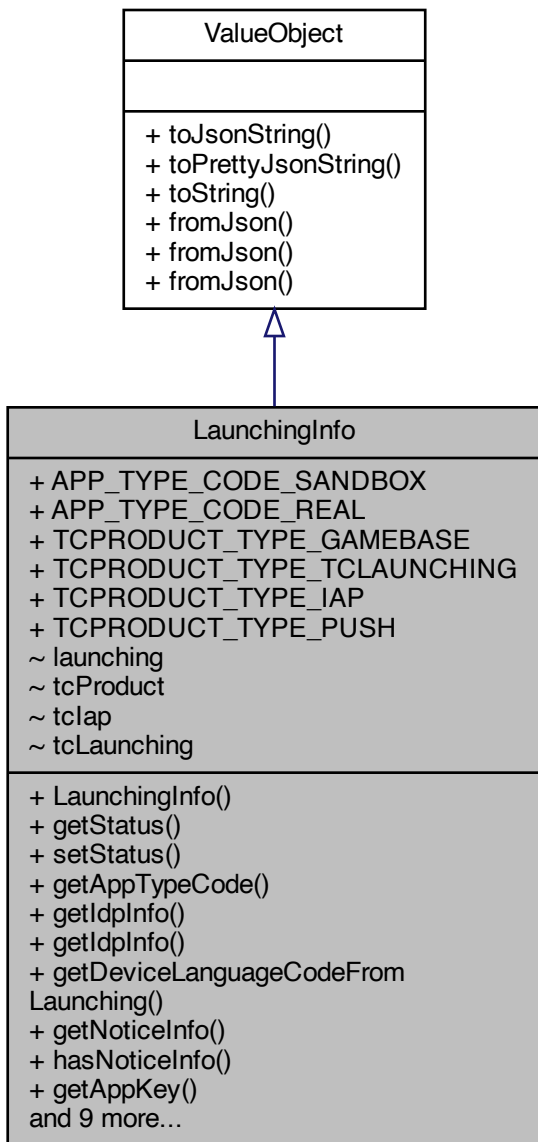 ValueObject
+ toJsonString()
+ toPrettyJsonString()
+ toString()
+ fromJson()
+ fromJson()
+ fromJson()
LaunchingInfo
+ APP_TYPE_CODE_SANDBOX
+ APP_TYPE_CODE_REAL
+ TCPRODUCT_TYPE_GAMEBASE
+ TCPRODUCT_TYPE_TCLAUNCHING
+ TCPRODUCT_TYPE_IAP
+ TCPRODUCT_TYPE_PUSH
~ launching
~ tcProduct
~ tcIap
~ tcLaunching
+ LaunchingInfo()
+ getStatus()
+ setStatus()
+ getAppTypeCode()
+ getIdpInfo()
+ getIdpInfo()
+ getDeviceLanguageCodeFrom
Launching()
+ getNoticeInfo()
+ hasNoticeInfo()
+ getAppKey()
and 9 more...